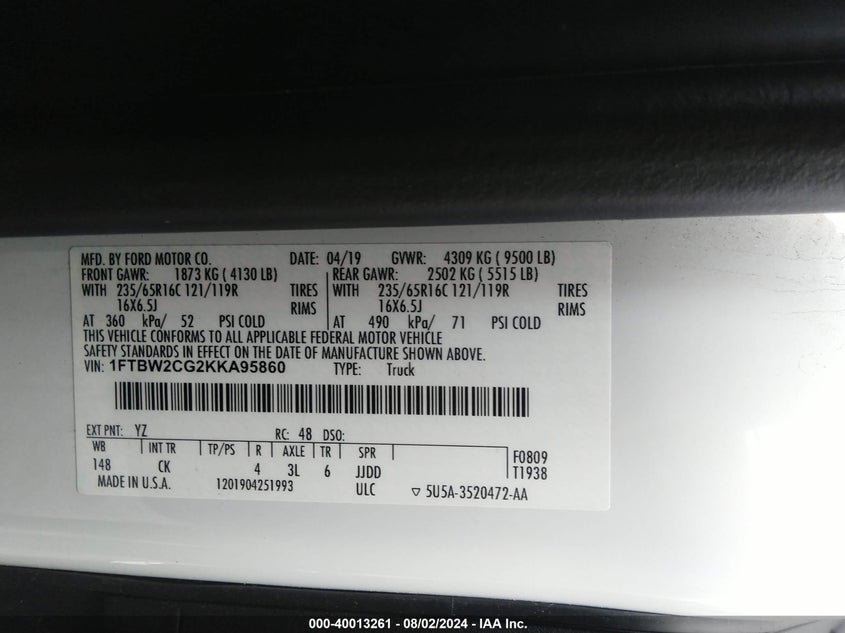 MFD. BY FORD MOTOR CO. DATE: 04/19 GVWR: 4309 KG ( 9500 LB)
FRONT GAWR: 1873 KG ( 4130 LB) REAR GAWR: 2502 KG ( 5515 LB)
WITH 235/65R16C 121/119R TIRES WITH 235/65R16C 121/119R TIRES
16X6.5J RIMS 16X6.5J RIMS
AT 360 kPa/ 52 PSI COLD AT 490 kPa/ 71 PSI COLD
THIS VEHICLE CONFORMS TO ALL APPLICABLE FEDERAL MOTOR VEHICLE
SAFETY STANDARDS IN EFFECT ON THE DATE OF MANUFACTURE SHOWN ABOVE.
VIN: 1FTBW2CG2KKA95860 TYPE: Truck
EXT PNT: YZ RC: 48 DSO:
WB INT TR TP/PS R AXLE TR SPR F0809
148 CK 4 3L 6 JJDD T1938
MADE IN U.S.A. 1201904251993 ULC ▽ 5U5A-3520472-AA
000-40013261 - 08/02/2024 - IAA Inc.